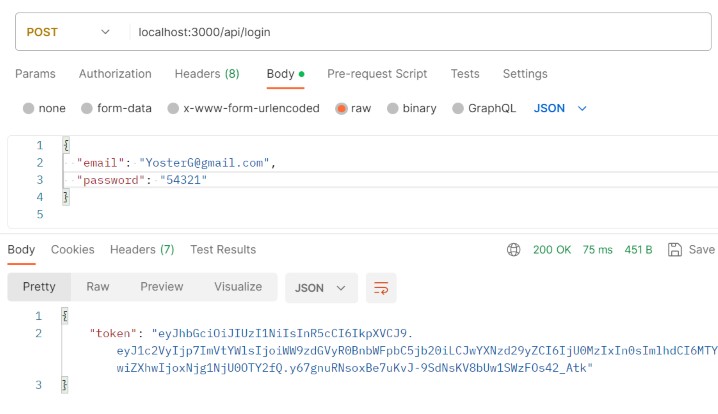 POST
localhost:3000/api/login
Params Authorization Headers (8) Body Pre-request Script Tests Settings
none form-data x-www-form-urlencoded raw binary GraphQL JSON
1 {
2 "email": "YosterG@gmail.com",
3 "password": "54321"
4 }
5
Body Cookies Headers (7) Test Results 200 OK 75 ms 451 B Save
Pretty Raw Preview Visualize JSON
1 {
2 "token": "eyJhbGciOiJIUzI1NiIsInR5cCI6IkpXVCJ9.
eyJ1c2VyIjp7ImVtYWlsIjoiWW9zdGVyR0BnbWFpbC5jb20iLCJwYXNzd29yZCI6IjU0MzIxIn0sImlhdCI6MTY
wiZXhwIjoxNjg1NjU0OTY2fQ.y67gnuRNsoxBe7uKvJ-9SdNsKV8bUw1SWzFOs42_Atk"
3 }